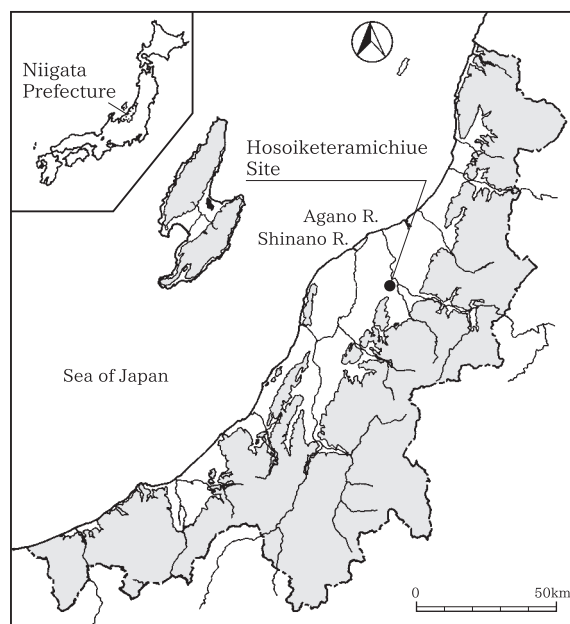 Niigata
Prefecture
Hosoiketeramichiue
Site
Agano R.
Shinano R.
Sea of Japan
0
50km